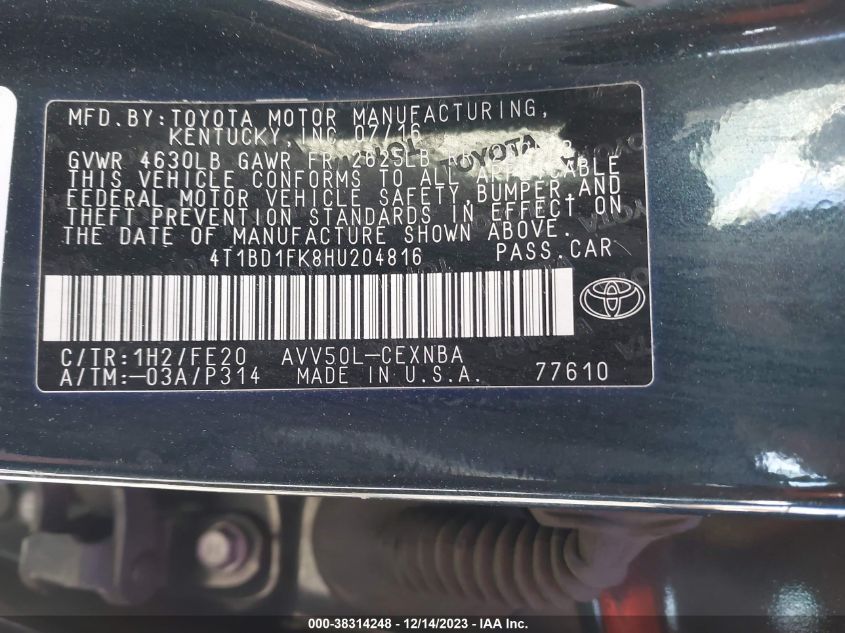 MFD.BY:TOYOTA MOTOR MANUFACTURING,
KENTUCKY,INC 07/16
GVWR 4630LB GAWR FR 2625LB
THIS VEHICLE CONFORMS TO ALL APPLICABLE
FEDERAL MOTOR VEHICLE SAFETY,BUMPER,AND
THEFT PREVENTION STANDARDS IN EFFECT ON
THE DATE OF MANUFACTURE SHOWN ABOVE.
4T1BD1FK8HU204816 PASS.CAR
C/TR:1H2/FE20 AVV50L-CEXNBA
A/TM:-03A/P314 MADE IN U.S.A. 77610
TOYOTA
000-38314248 - 12/14/2023 - IAA Inc.